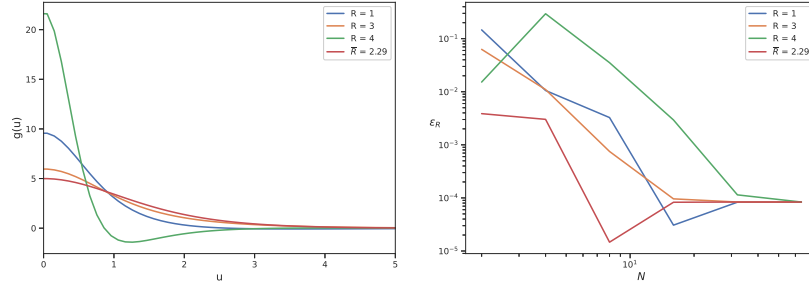 R = 1
R = 3
R = 4
R̅ = 2.29
g(u)
20
15
10
5
0
0
1
2
3
4
5
u
R = 1
R = 3
R = 4
R̅ = 2.29
ε_R
10⁻¹
10⁻²
10⁻³
10⁻⁴
10⁻⁵
10¹
N